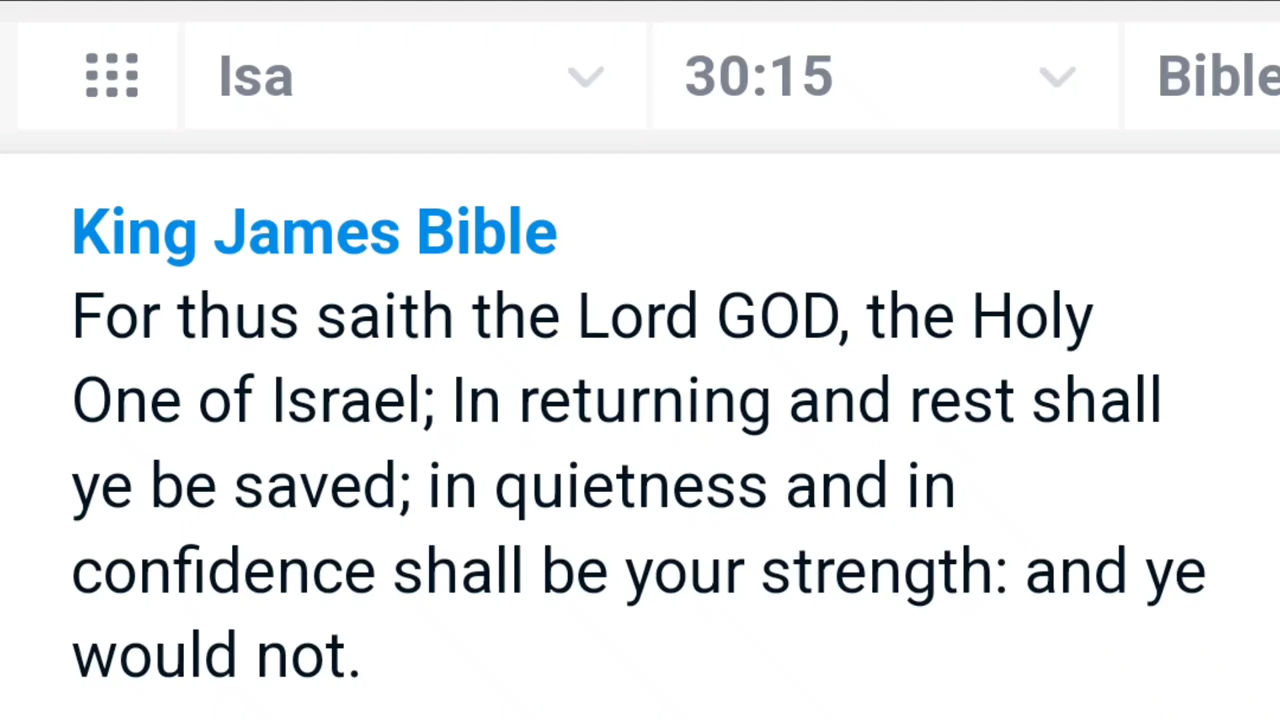 Isa 30:15 Bible
King James Bible
For thus saith the Lord GOD, the Holy
One of Israel; In returning and rest shall
ye be saved; in quietness and in
confidence shall be your strength: and ye
would not.